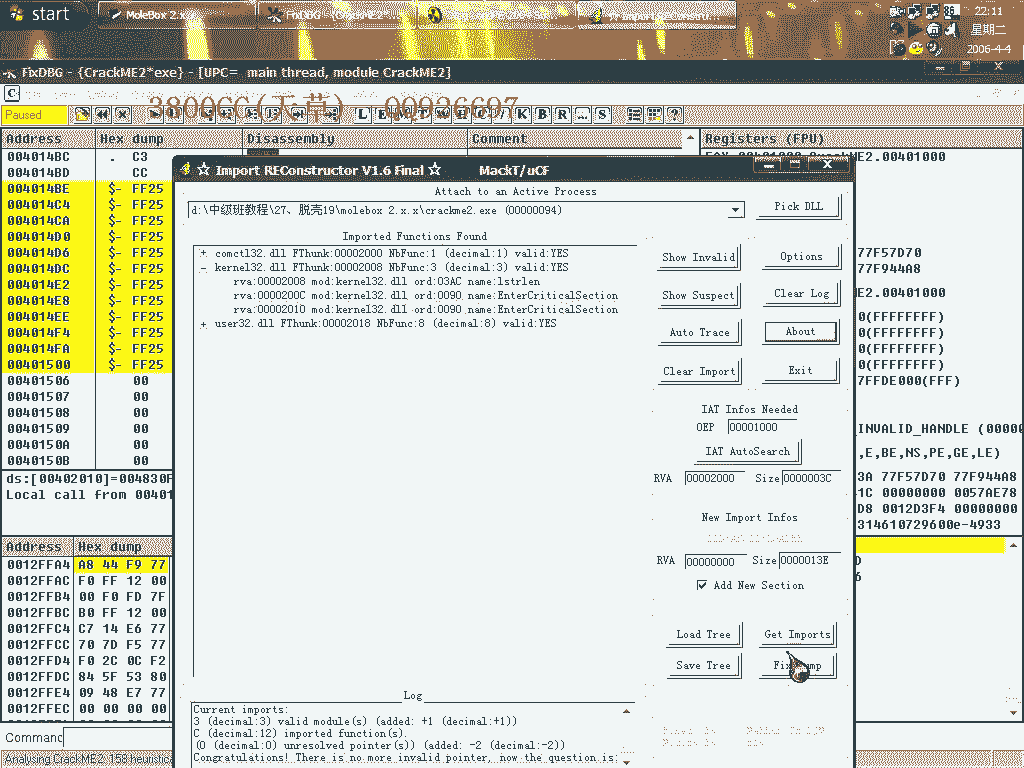 start
MoleBox 2.x
22:11
星期二
2006-4-4
FixDBG - {CrackME2*exe} - [UPC= main thread, module CrackME2]
C
Paused
3800CC(天草) 00926697
Address Hex dump Disassembly Comment Registers (FPU)
004014BC . C3
004014BD CC
004014BE $- FF25
004014C4 $- FF25
004014CA $- FF25
004014D0 $- FF25
004014D6 $- FF25
004014DC $- FF25
004014E2 $- FF25
004014E8 $- FF25
004014EE $- FF25
004014F4 $- FF25
004014FA $- FF25
00401500 $- FF25
00401506 00
00401507 00
00401508 00
00401509 00
0040150A 00
0040150B 00
ds:[00402010]=004830F
Local call from 00401
Address Hex dump
0012FFA4 A8 44 F9 77
0012FFAC F0 FF 12 00
0012FFB4 00 F0 FD 7F
0012FFBC B0 FF 12 00
0012FFC4 C7 14 E6 77
0012FFCC 70 7D F5 77
0012FFD4 F0 2C 0C F2
0012FFDC 84 5F 53 80
0012FFE4 09 48 E7 77
0012FFEC 00 00 00 00
Command
Analysing CrackME2: 158 heuristica
☆ Import REConstructor V1.6 Final ☆ MackT/uCF
Attach to an Active Process
d:\中级班教程\27、脱壳19\molebox 2.x.x\crackme2.exe (00000094)
Pick DLL
Imported Functions Found
+ comctl32.dll FThunk:00002000 NbFunc:1 (decimal:1) valid:YES
- kernel32.dll FThunk:00002008 NbFunc:3 (decimal:3) valid:YES
rva:00002008 mod:kernel32.dll ord:03AC name:lstrlen
rva:0000200C mod:kernel32.dll ord:0090 name:EnterCriticalSection
rva:00002010 mod:kernel32.dll ord:0090 name:EnterCriticalSection
+ user32.dll FThunk:00002018 NbFunc:8 (decimal:8) valid:YES
Show Invalid
Options
Show Suspect
Clear Log
Auto Trace
About
Clear Import
Exit
IAT Infos Needed
OEP 00001000
IAT AutoSearch
RVA 00002000 Size 0000003C
New Import Infos
RVA 00000000 Size 0000013E
Add New Section
Load Tree
Get Imports
Save Tree
Log
Current imports:
3 (decimal:3) valid module(s) (added: +1 (decimal:+1))
C (decimal:12) imported function(s).
(0 (decimal:0) unresolved pointer(s)) (added: -2 (decimal:-2))
Congratulations! There is no more invalid pointer, now the question is:
ME2.00401000
77F57D70
77F944A8
ME2.00401000
0(FFFFFFFF)
0(FFFFFFFF)
0(FFFFFFFF)
0(FFFFFFFF)
7FFDE000(FFF)
_INVALID_HANDLE (00000
,E,BE,NS,PE,GE,LE)
3A 77F57D70 77F944A8
1C 00000000 0057AE78
D8 0012D3F4 00000000
314610729600e-4933